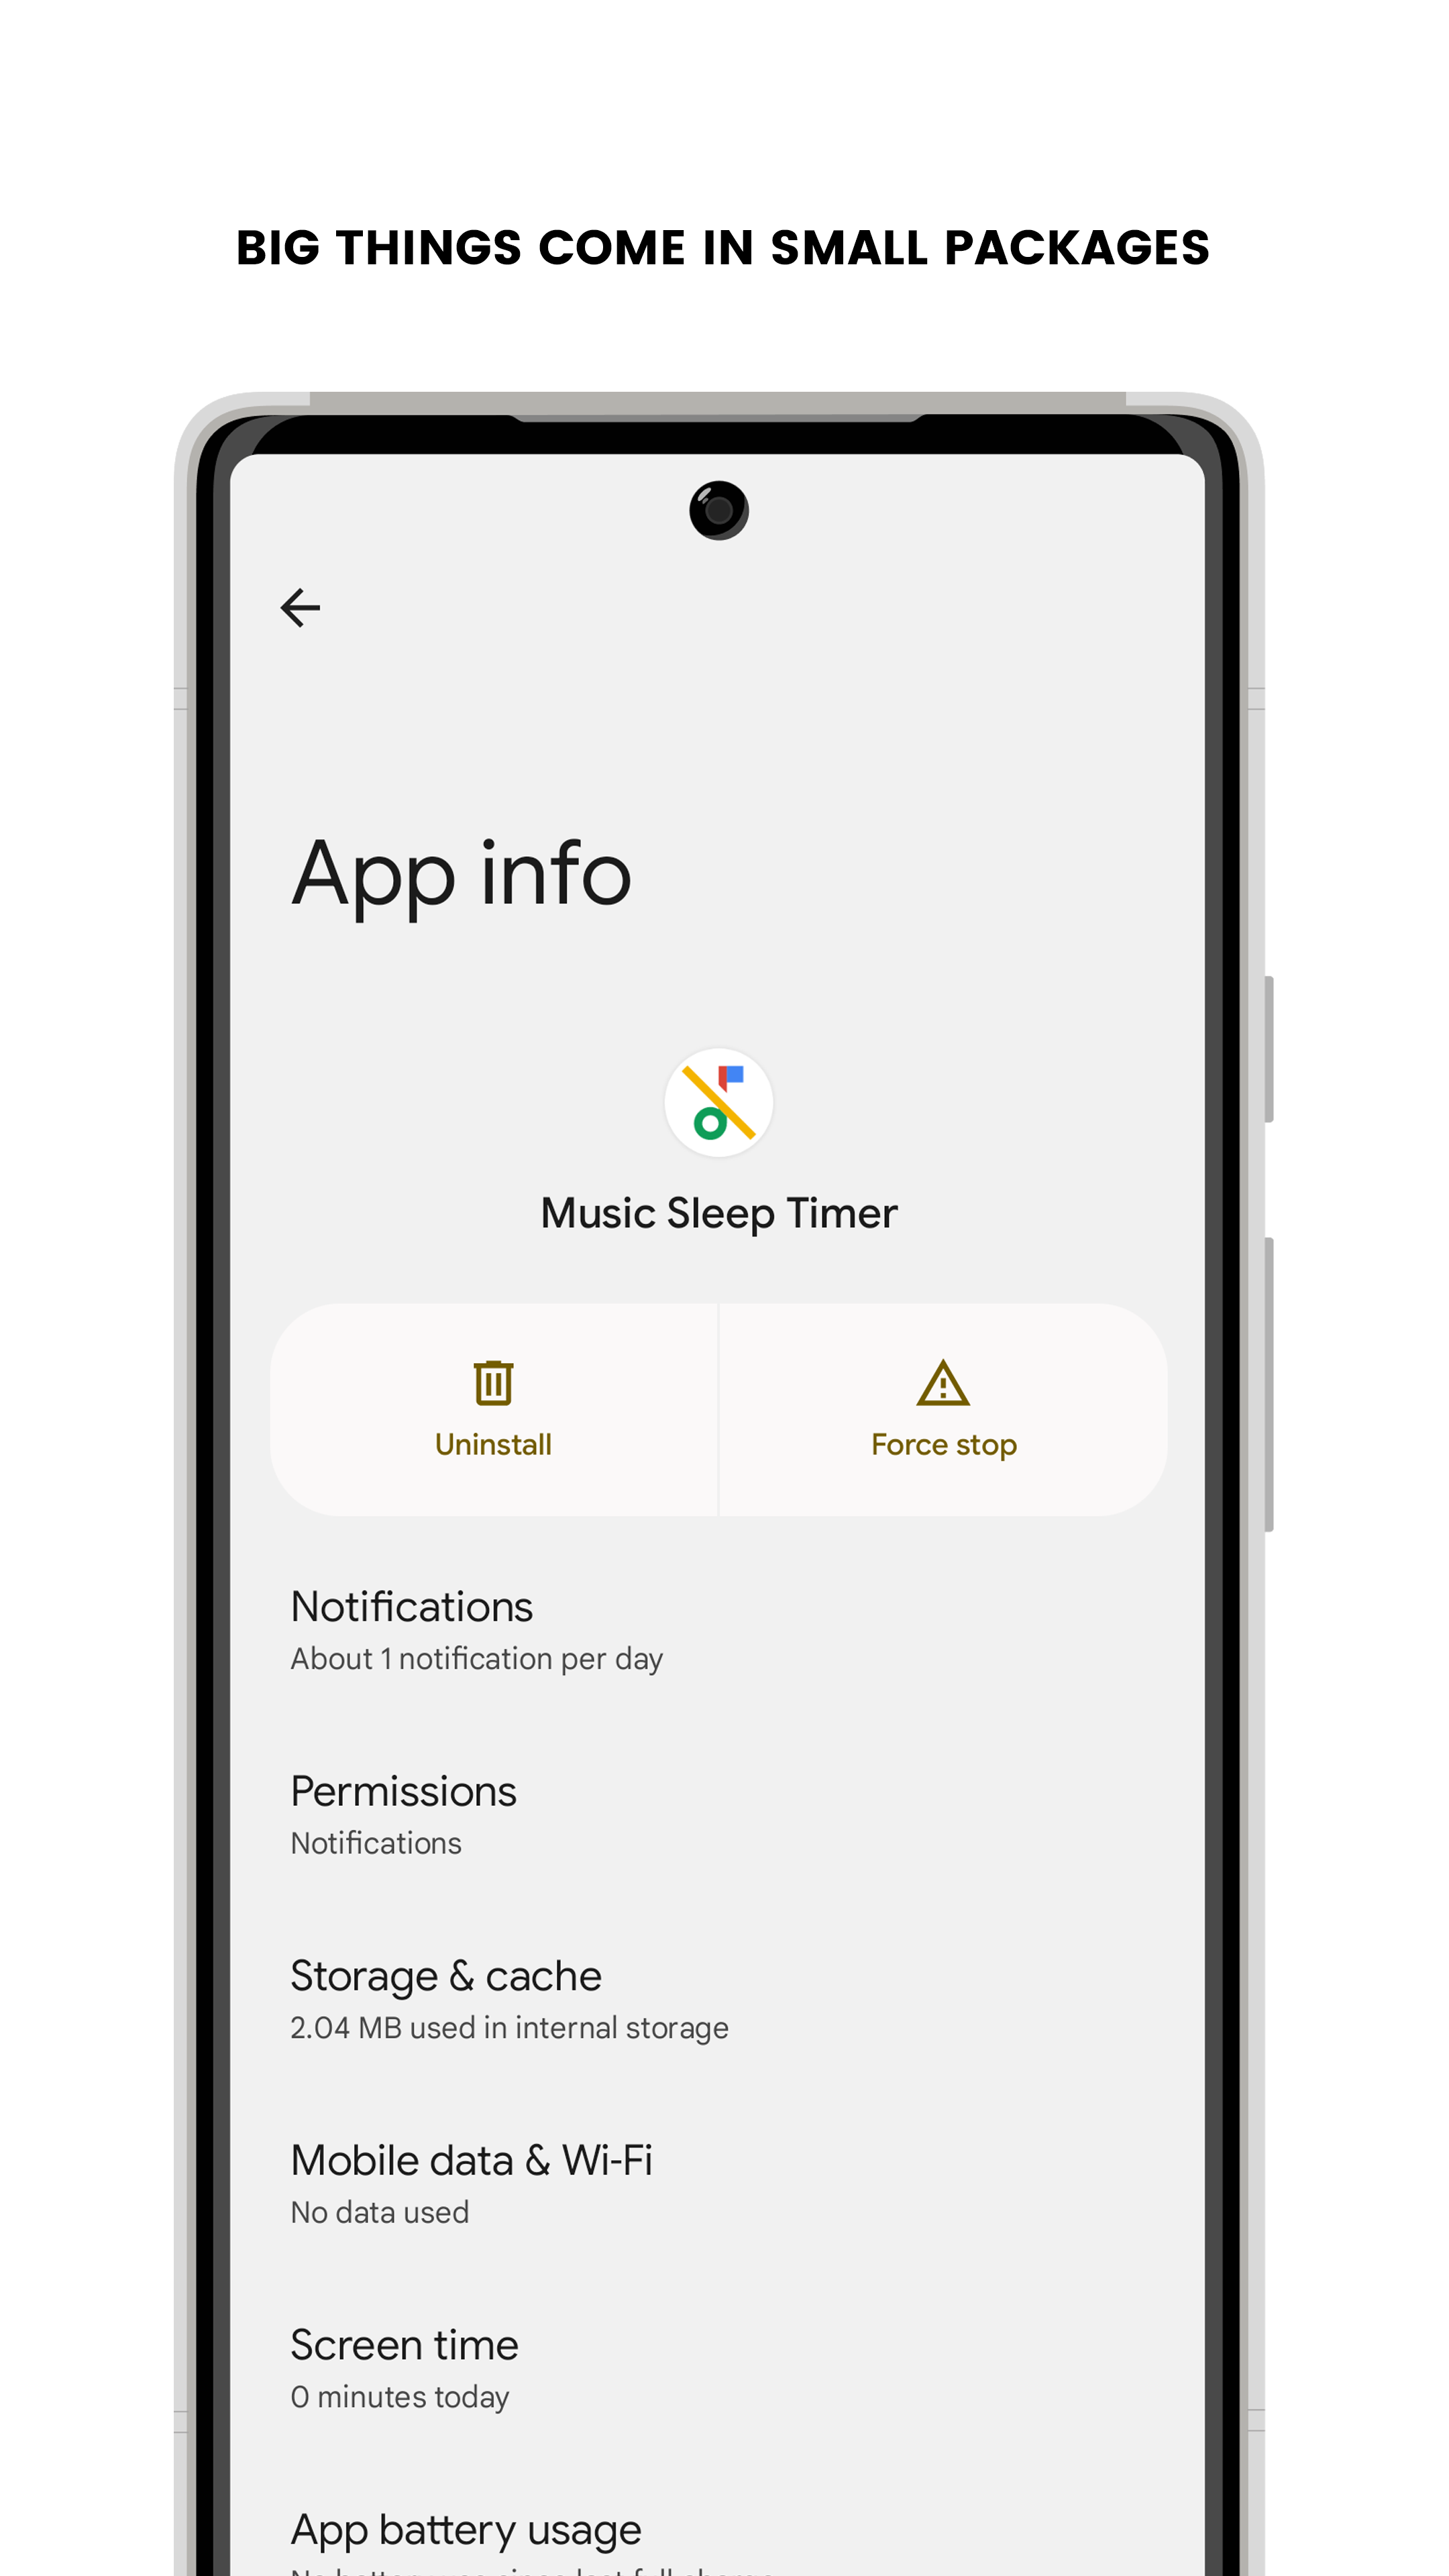 BIG THINGS COME IN SMALL PACKAGES
App info
Music Sleep Timer
Uninstall
Force stop
Notifications
About 1 notification per day
Permissions
Notifications
Storage & cache
2.04 MB used in internal storage
Mobile data & Wi-Fi
No data used
Screen time
0 minutes today
App battery usage